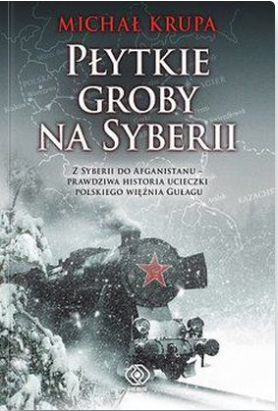 MICHAŁ KRUPA
PŁYTKIE
GROBY
NA SYBERII
Z SYBERII DO AFGANISTANU –
PRAWDZIWA HISTORIA UCIECZKI
POLSKIEGO WIĘŹNIA GUŁAGU